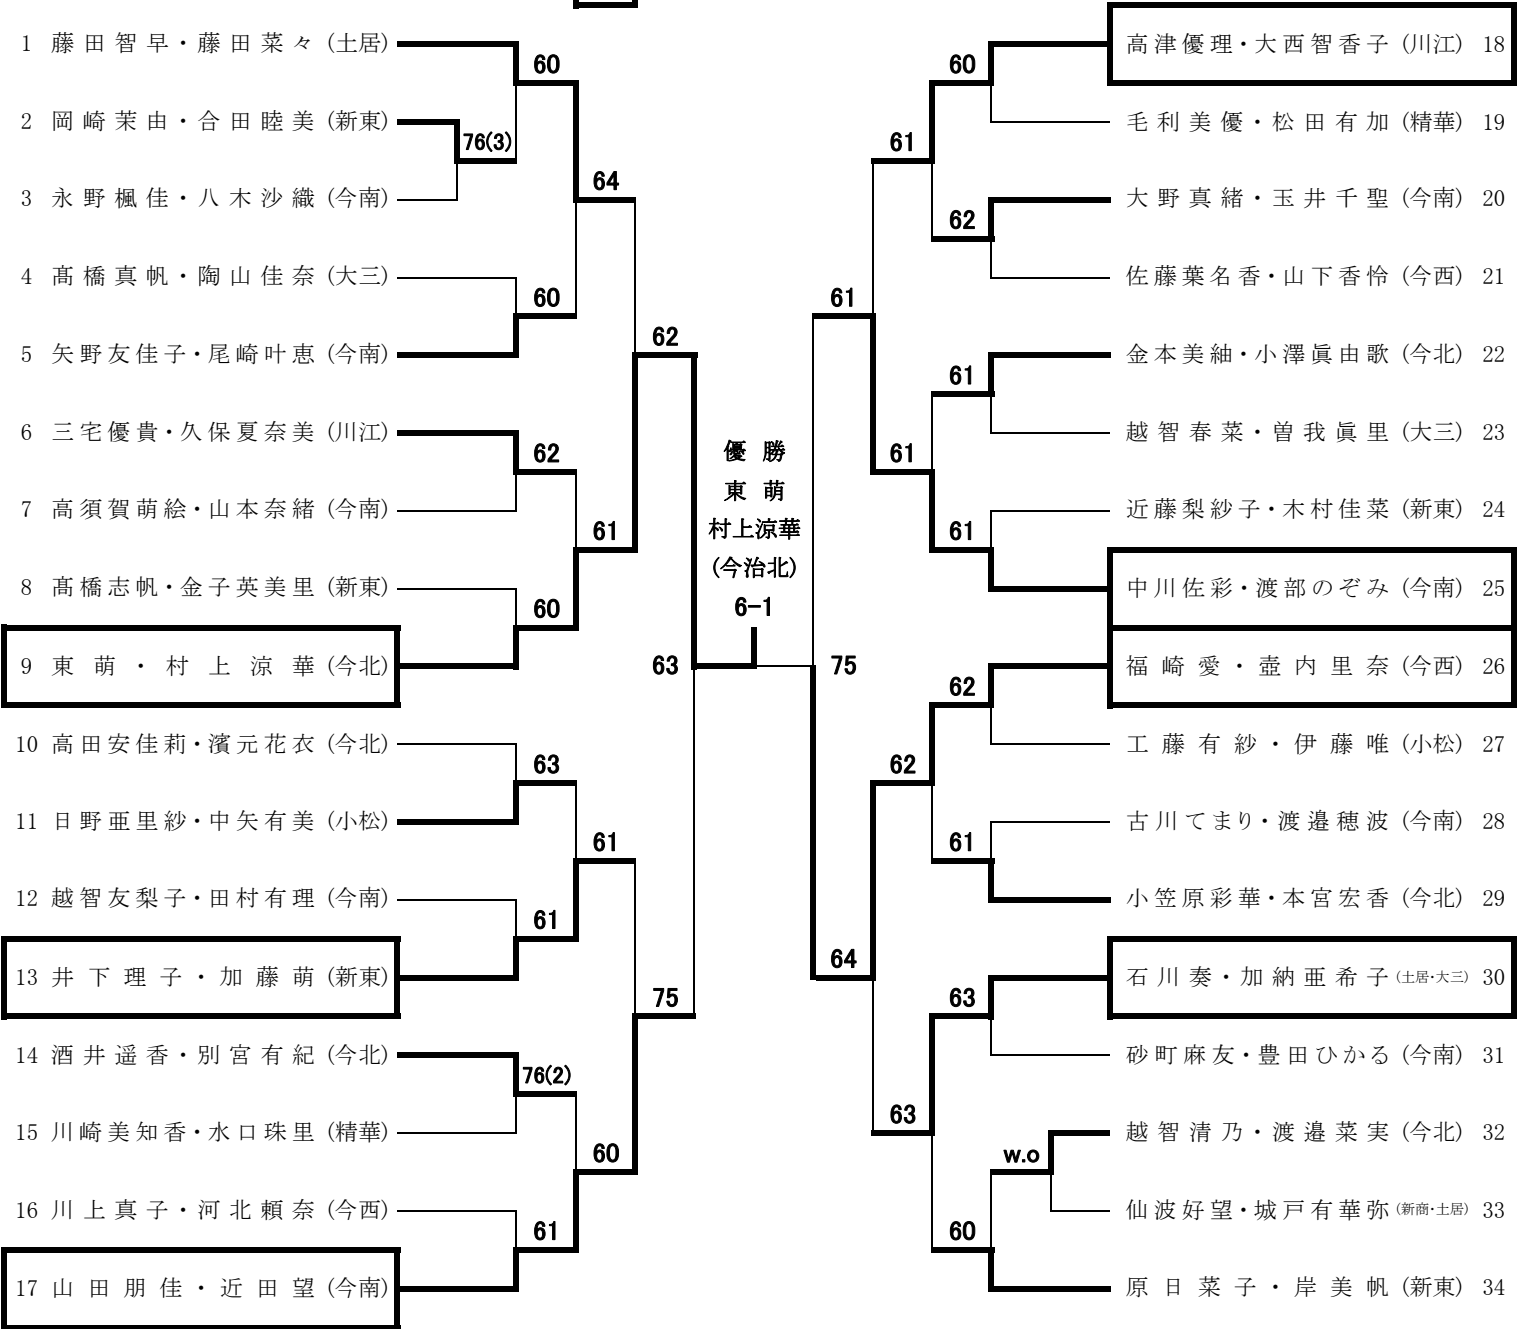 1 藤田智早・藤田菜々 (土居)
2 岡崎茉由・合田睦美 (新東)
3 永野楓佳・八木沙織 (今南)
4 髙橋真帆・陶山佳奈 (大三)
5 矢野友佳子・尾崎叶恵 (今南)
6 三宅優貴・久保夏奈美 (川江)
7 高須賀萌絵・山本奈緒 (今南)
8 髙橋志帆・金子英美里 (新東)
9 東萌・村上涼華 (今北)
10 高田安佳莉・濱元花衣 (今北)
11 日野亜里紗・中矢有美 (小松)
12 越智友梨子・田村有理 (今南)
13 井下理子・加藤萌 (新東)
14 酒井遥香・別宮有紀 (今北)
15 川崎美知香・水口珠里 (精華)
16 川上真子・河北頼奈 (今西)
17 山田朋佳・近田望 (今南)
60
76(3)
64
60
62
62
61
60
63
63
61
61
75
76(2)
60
61
優勝
東萌
村上涼華
(今治北)
6-1
60
61
62
61
61
61
61
75
62
62
61
64
63
63
w.o
60
高津優理・大西智香子 (川江) 18
毛利美優・松田有加 (精華) 19
大野真緒・玉井千聖 (今南) 20
佐藤葉名香・山下香怜 (今西) 21
金本美紬・小澤眞由歌 (今北) 22
越智春菜・曽我眞里 (大三) 23
近藤梨紗子・木村佳菜 (新東) 24
中川佐彩・渡部のぞみ (今南) 25
福崎愛・壺内里奈 (今西) 26
工藤有紗・伊藤唯 (小松) 27
古川てまり・渡邉穂波 (今南) 28
小笠原彩華・本宮宏香 (今北) 29
石川奏・加納亜希子 (土居・大三) 30
砂町麻友・豊田ひかる (今南) 31
越智清乃・渡邉菜実 (今北) 32
仙波好望・城戸有華弥 (新商・土居) 33
原日菜子・岸美帆 (新東) 34